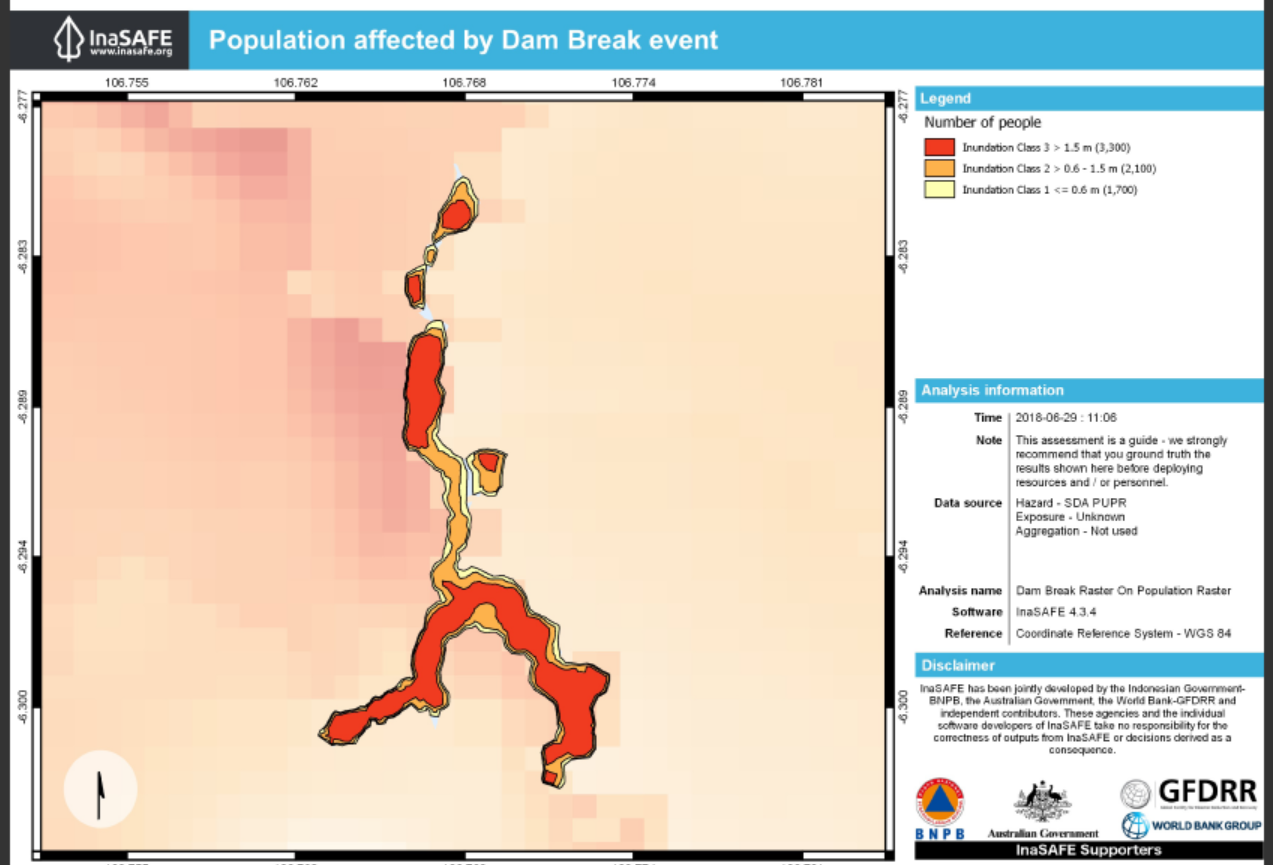 InaSAFE
www.inasafe.org
Population affected by Dam Break event
106.755 106.762 106.768 106.774 106.781
-6.277 -6.277
-6.283 -6.283
-6.289 -6.289
-6.294 -6.294
-6.300 -6.300
Legend
Number of people
Inundation Class 3 > 1.5 m (3,300)
Inundation Class 2 > 0.6 - 1.5 m (2,100)
Inundation Class 1 <= 0.6 m (1,700)
Analysis information
Time 2018-06-29 : 11:06
Note This assessment is a guide - we strongly
recommend that you ground truth the
results shown here before deploying
resources and / or personnel.
Data source Hazard - SDA PUPR
Exposure - Unknown
Aggregation - Not used
Analysis name Dam Break Raster On Population Raster
Software InaSAFE 4.3.4
Reference Coordinate Reference System - WGS 84
Disclaimer
InaSAFE has been jointly developed by the Indonesian Government-
BNPB, the Australian Government, the World Bank-GFDRR and
independent contributors. These agencies and the individual
software developers of InaSAFE take no responsibility for the
correctness of outputs from InaSAFE or decisions derived as a
consequence.
BNPB
Australian Government
GFDRR
WORLD BANK GROUP
InaSAFE Supporters